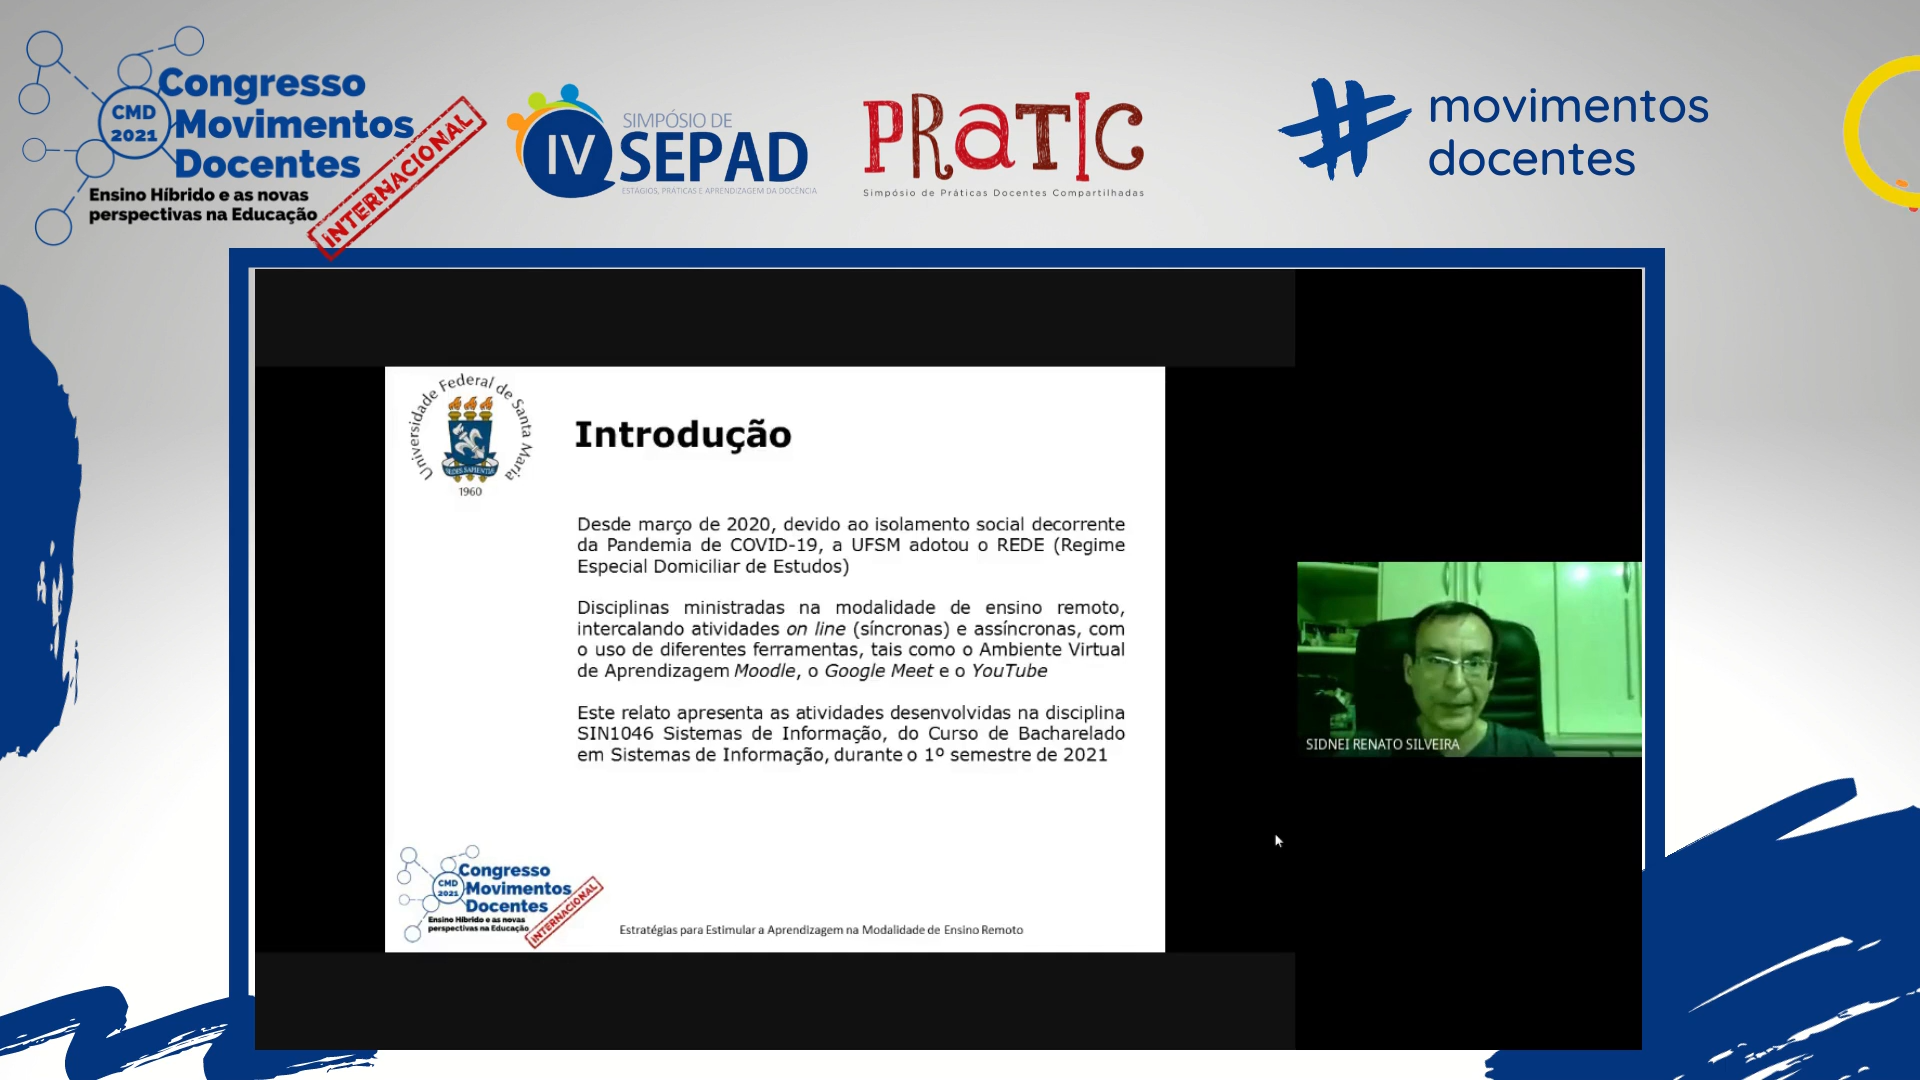 CMD
2021
Congresso
Movimentos
Docentes
Ensino Híbrido e as novas
perspectivas na Educação
INTERNACIONAL
IV
SIMPÓSIO DE
SEPAD
ESTÁGIOS, PRÁTICAS E APRENDIZAGEM DA DOCÊNCIA
PRATIC
Simpósio de Práticas Docentes Compartilhadas
# movimentos
docentes
Universidade Federal de Santa Maria
SEDES SAPIENTIAE
1960
Introdução
Desde março de 2020, devido ao isolamento social decorrente
da Pandemia de COVID-19, a UFSM adotou o REDE (Regime
Especial Domiciliar de Estudos)
Disciplinas ministradas na modalidade de ensino remoto,
intercalando atividades on line (síncronas) e assíncronas, com
o uso de diferentes ferramentas, tais como o Ambiente Virtual
de Aprendizagem Moodle, o Google Meet e o YouTube
Este relato apresenta as atividades desenvolvidas na disciplina
SIN1046 Sistemas de Informação, do Curso de Bacharelado
em Sistemas de Informação, durante o 1º semestre de 2021
SIDNEI RENATO SILVEIRA
CMD
2021
Congresso
Movimentos
Docentes
Ensino Híbrido e as novas
perspectivas na Educação
INTERNACIONAL
Estratégias para Estimular a Aprendizagem na Modalidade de Ensino Remoto